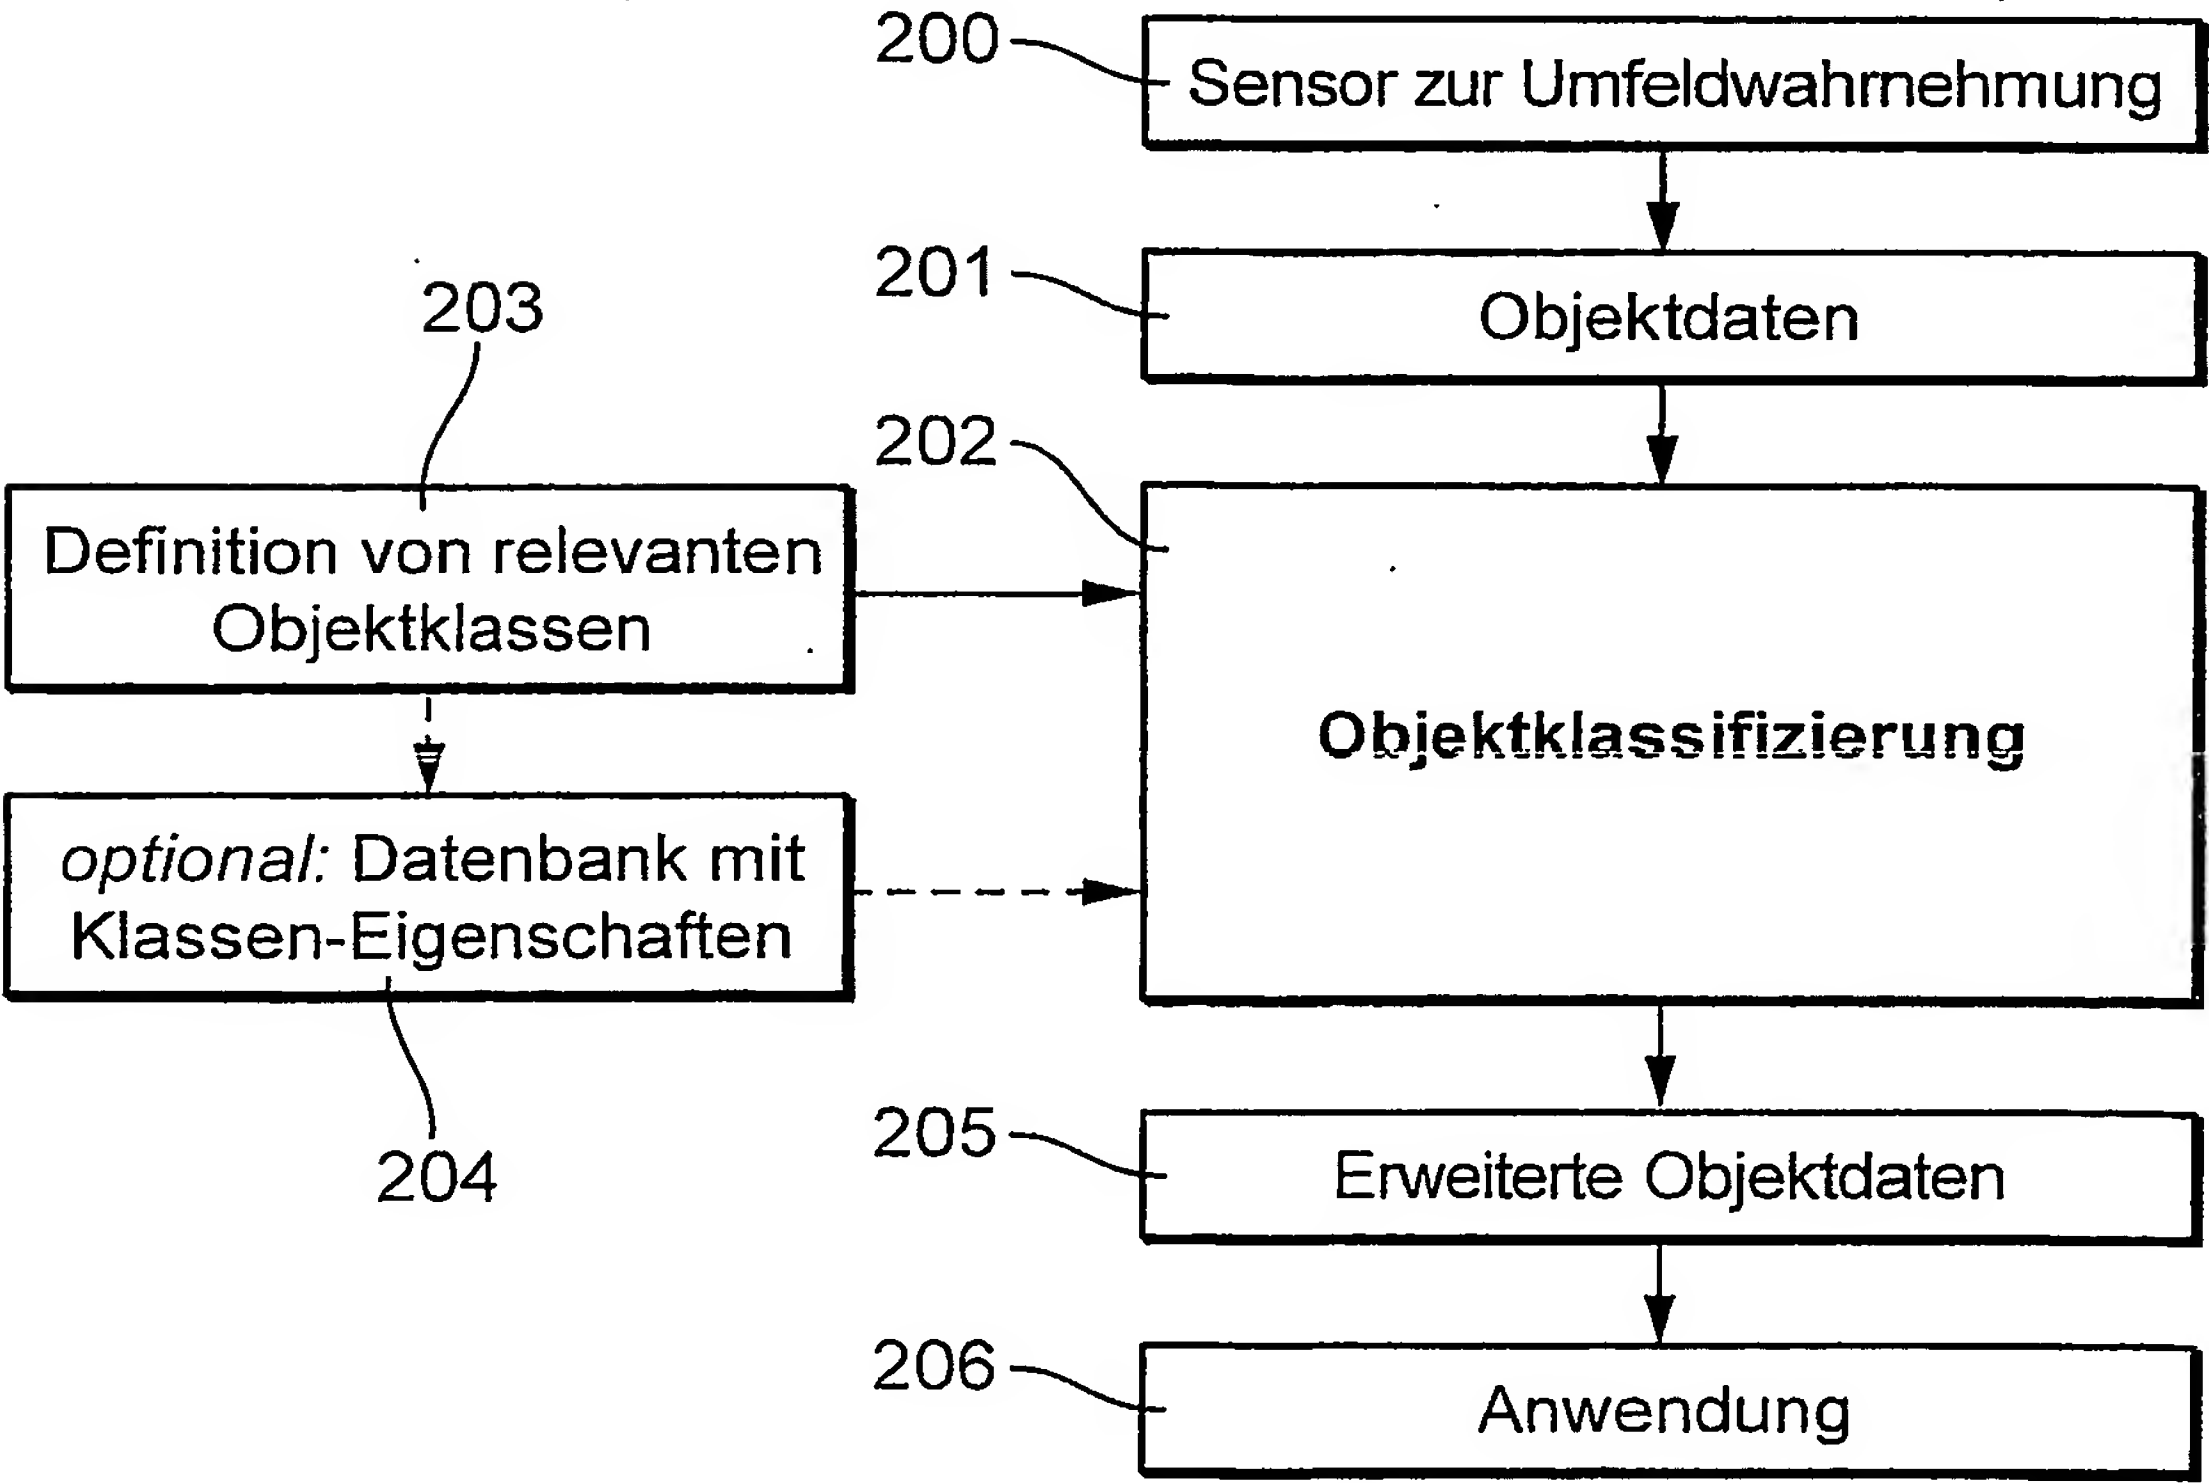 200
Sensor zur Umfeldwahrnehmung
201
Objektdaten
203
202
Definition von relevanten
Objektklassen
Objektklassifizierung
optional: Datenbank mit
Klassen-Eigenschaften
204
205
Erweiterte Objektdaten
206
Anwendung